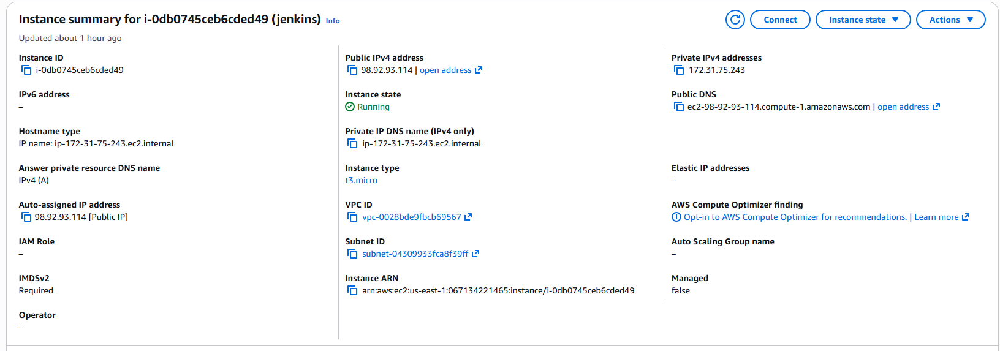 Instance summary for i-0db0745ceb6cded49 (jenkins) Info
Connect
Instance state
Actions
Updated about 1 hour ago
Instance ID
i-0db0745ceb6cded49
Public IPv4 address
98.92.93.114 | open address
Private IPv4 addresses
172.31.75.243
IPv6 address
–
Instance state
Running
Public DNS
ec2-98-92-93-114.compute-1.amazonaws.com | open address
Hostname type
IP name: ip-172-31-75-243.ec2.internal
Private IP DNS name (IPv4 only)
ip-172-31-75-243.ec2.internal
Answer private resource DNS name
IPv4 (A)
Instance type
t3.micro
Elastic IP addresses
–
Auto-assigned IP address
98.92.93.114 [Public IP]
VPC ID
vpc-0028bde9fbcb69567
AWS Compute Optimizer finding
Opt-in to AWS Compute Optimizer for recommendations. | Learn more
IAM Role
–
Subnet ID
subnet-04309933fca8f39ff
Auto Scaling Group name
–
IMDSv2
Required
Instance ARN
arn:aws:ec2:us-east-1:067134221465:instance/i-0db0745ceb6cded49
Managed
false
Operator
–